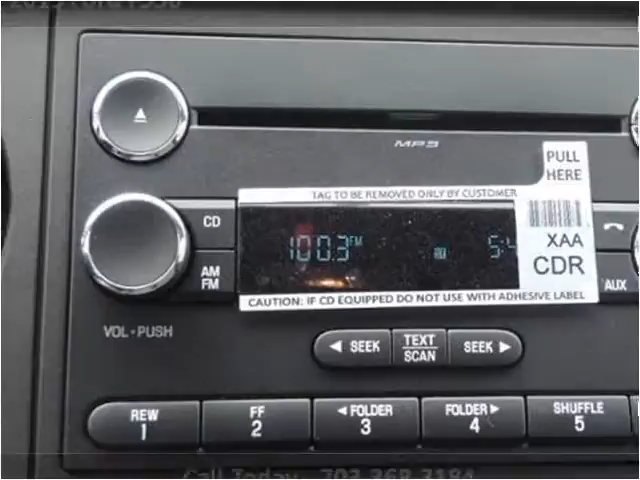 MP3
PULL
HERE
TAG TO BE REMOVED ONLY BY CUSTOMER
CD
100.3 FM
XAA
CDR
AM
FM
AUX
CAUTION: IF CD EQUIPPED DO NOT USE WITH ADHESIVE LABEL
VOL-PUSH
SEEK
TEXT
SCAN
SEEK
REW
1
FF
2
FOLDER
3
FOLDER
4
SHUFFLE
5
Call Today